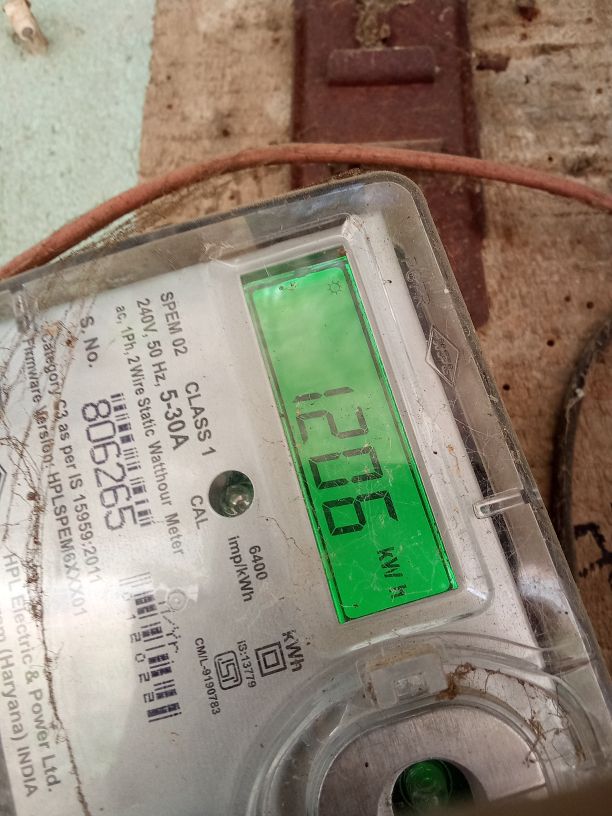 1206 kWh
SPEM 02 CLASS 1
240V, 50 Hz, 5-30A
ac, 1Ph, 2 Wire Static Watthour Meter
S. No.
806265
Category C3 as per IS 15959:2011
Firmware Version: HPLSPEM6XXX01
HPL Electric & Power Ltd.
(Haryana) INDIA
CAL
6400
imp/kWh
kWh
IS:13779
CM/L-9190783